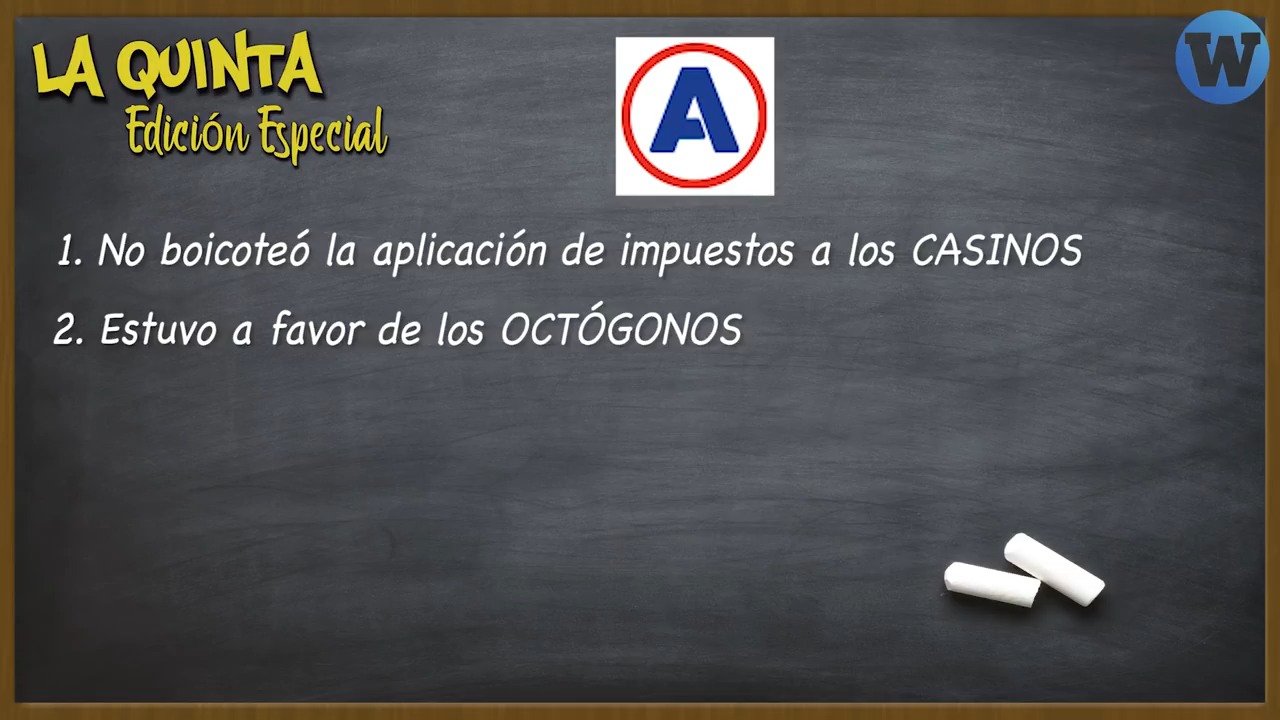 LA QUINTA
Edición Especial
A
W
1. No boicoteó la aplicación de impuestos a los CASINOS
2. Estuvo a favor de los OCTÓGONOS